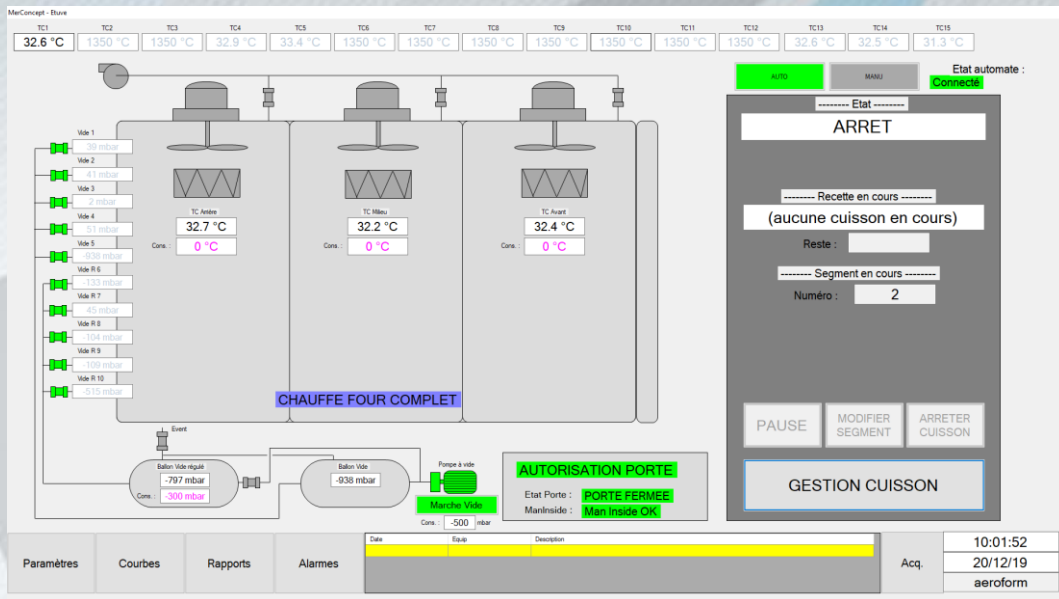 MerConcept - Etuve
TC1 TC2 TC3 TC4 TC5 TC6 TC7 TC8 TC9 TC10 TC11 TC12 TC13 TC14 TC15
32.6 °C 1350 °C 1350 °C 32.9 °C 33.4 °C 1350 °C 1350 °C 1350 °C 1350 °C 1350 °C 1350 °C 1350 °C 32.6 °C 32.5 °C 31.3 °C
AUTO MANU
Etat automate :
Connecté
-------- Etat --------
ARRET
-------- Recette en cours --------
(aucune cuisson en cours)
Reste :
-------- Segment en cours --------
Numéro : 2
PAUSE
MODIFIER SEGMENT
ARRETER CUISSON
GESTION CUISSON
Vide 1
39 mbar
Vide 2
41 mbar
Vide 3
2 mbar
Vide 4
51 mbar
Vide 5
-938 mbar
Vide R 6
-133 mbar
Vide R 7
45 mbar
Vide R 8
-104 mbar
Vide R 9
-109 mbar
Vide R 10
-515 mbar
TC Arrière
32.7 °C
Cons. : 0 °C
TC Milieu
32.2 °C
Cons. : 0 °C
TC Avant
32.4 °C
Cons. : 0 °C
CHAUFFE FOUR COMPLET
Event
Ballon Vide régulé
-797 mbar
Cons. : -300 mbar
Ballon Vide
-938 mbar
Pompe à vide
Marche Vide
Cons. : -500 mbar
AUTORISATION PORTE
Etat Porte : PORTE FERMEE
ManInside : Man Inside OK
Paramètres
Courbes
Rapports
Alarmes
Date Equip Description
Acq.
10:01:52
20/12/19
aeroform